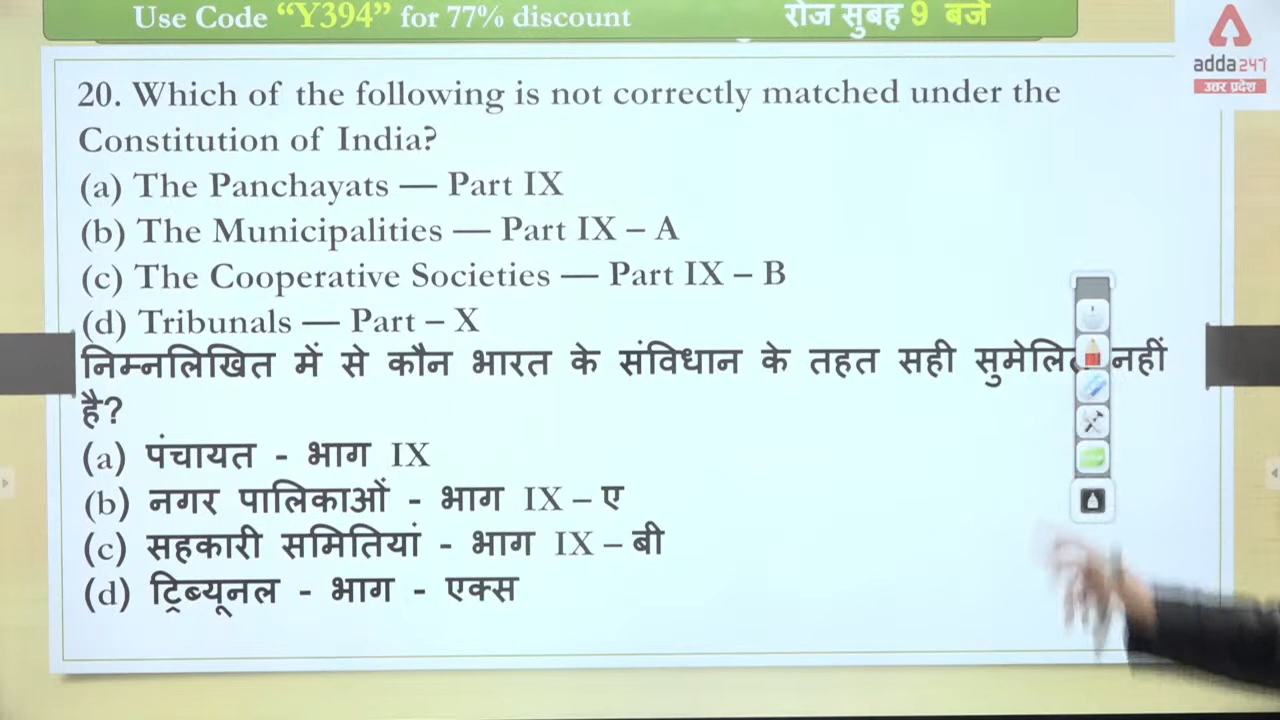 Use Code “Y394” for 77% discount
रोज सुबह 9 बजे
adda247
उत्तर प्रदेश
20. Which of the following is not correctly matched under the
Constitution of India?
(a) The Panchayats — Part IX
(b) The Municipalities — Part IX – A
(c) The Cooperative Societies — Part IX – B
(d) Tribunals — Part – X
निम्नलिखित में से कौन भारत के संविधान के तहत सही सुमेलित नहीं
है?
(a) पंचायत - भाग IX
(b) नगर पालिकाओं - भाग IX – ए
(c) सहकारी समितियां - भाग IX – बी
(d) ट्रिब्यूनल - भाग - एक्स